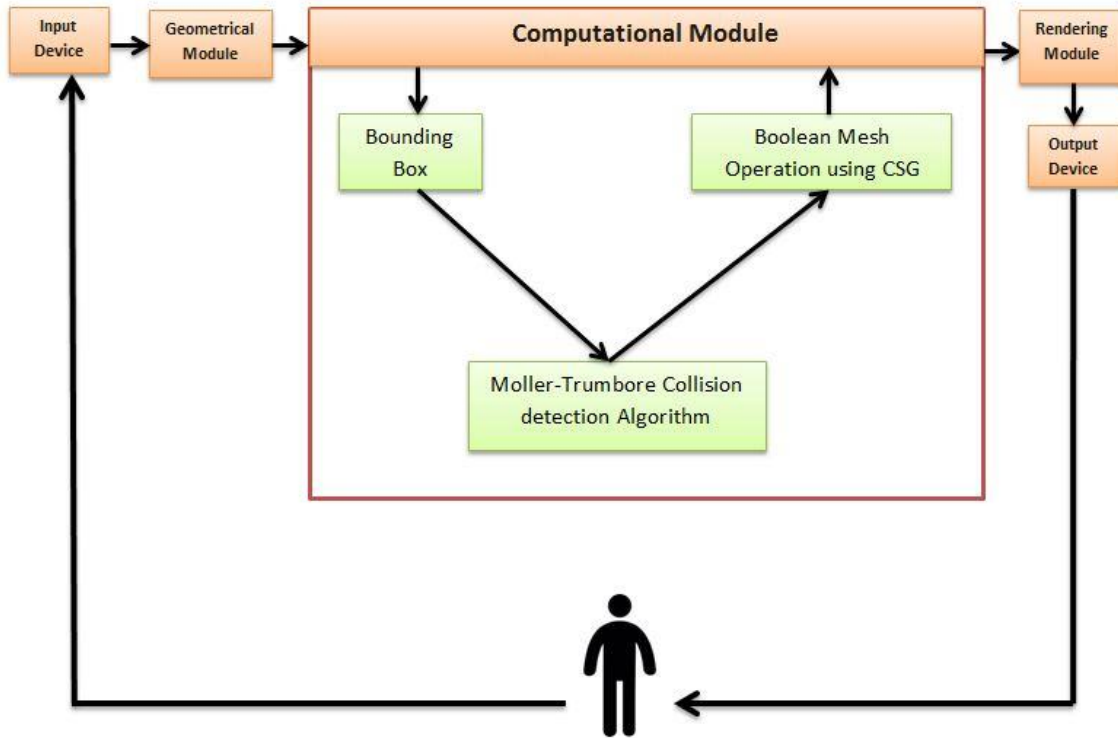 Input
Device
Geometrical
Module
Computational Module
Rendering
Module
Bounding
Box
Boolean Mesh
Operation using CSG
Output
Device
Moller-Trumbore Collision
detection Algorithm